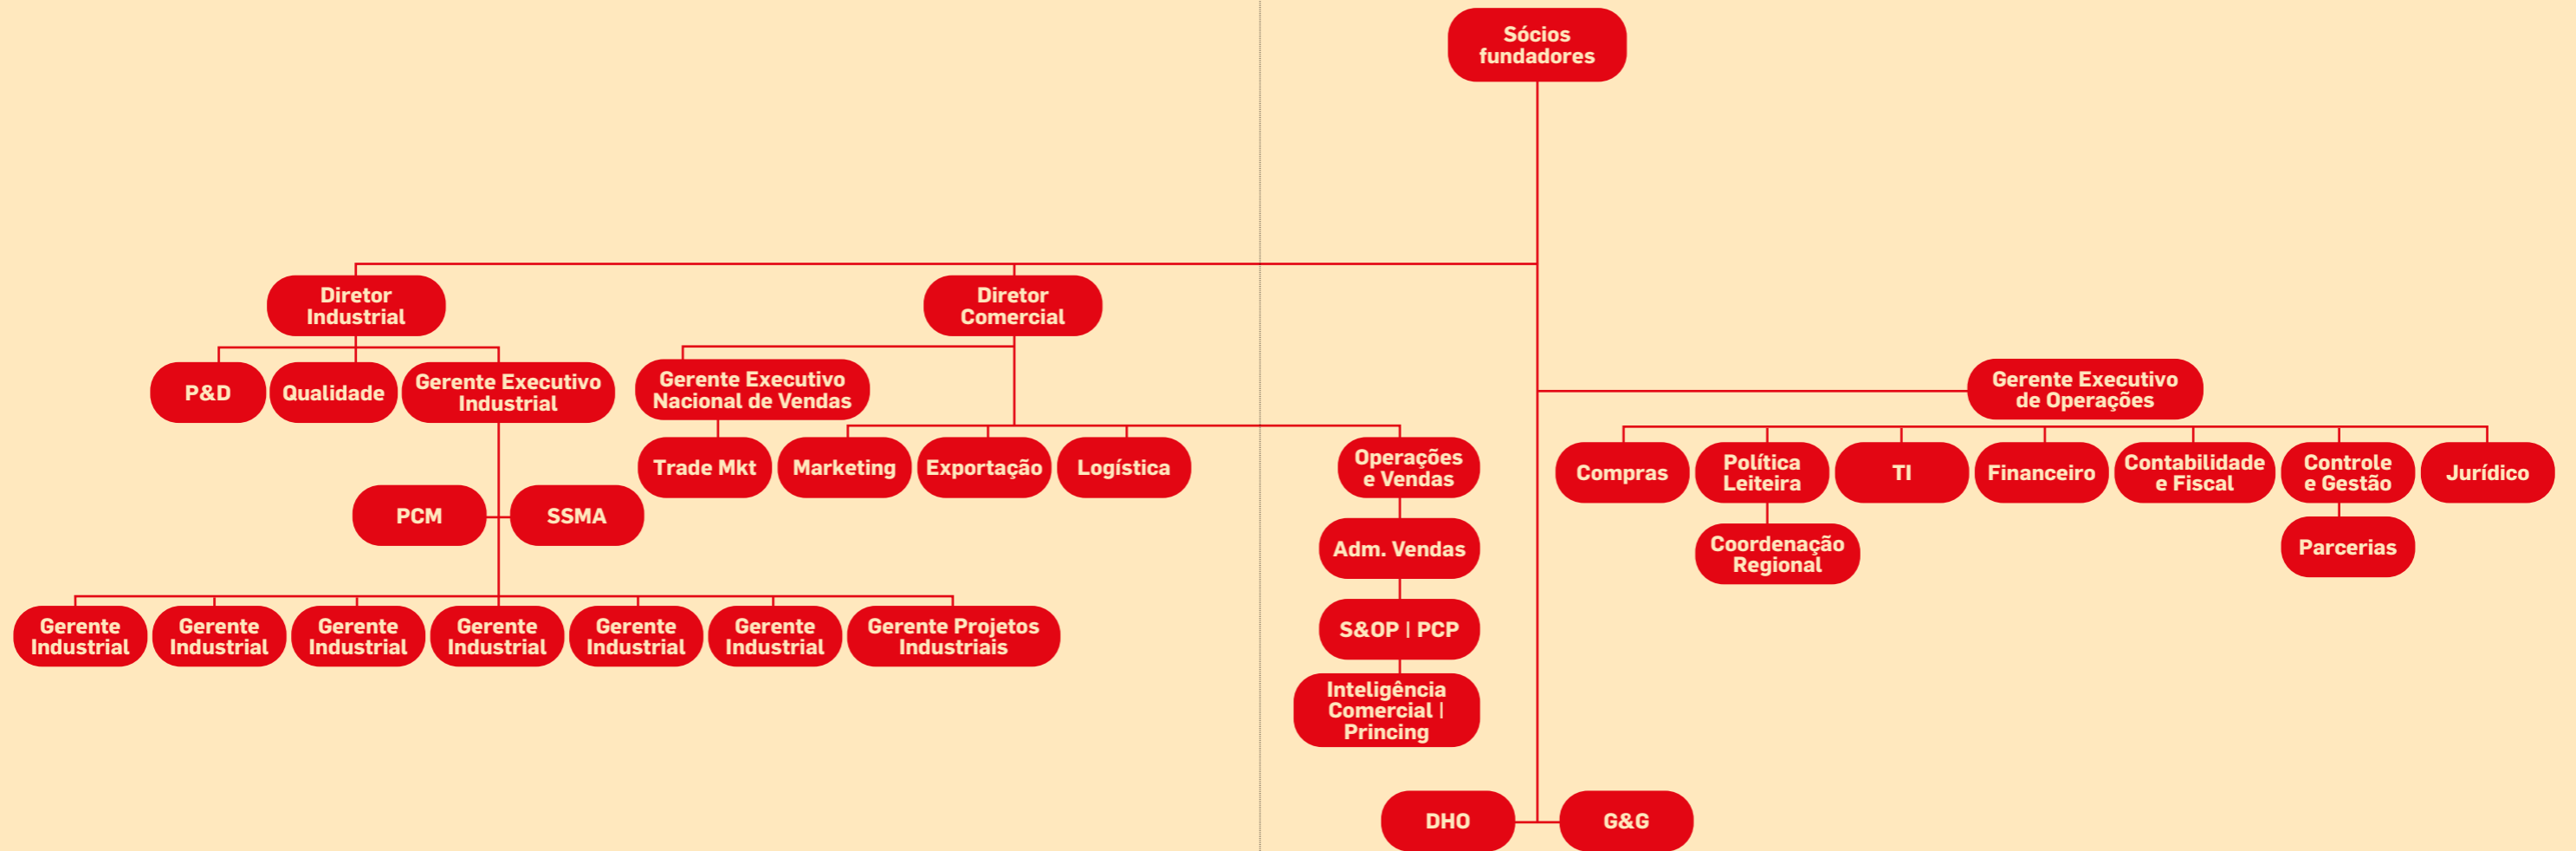 Sócios
fundadores
Diretor
Industrial
Diretor
Comercial
P&D
Qualidade
Gerente Executivo
Industrial
Gerente Executivo
Nacional de Vendas
Gerente Executivo
de Operações
Trade Mkt
Marketing
Exportação
Logística
Operações
e Vendas
Compras
Política
Leiteira
TI
Financeiro
Contabilidade
e Fiscal
Controle
e Gestão
Jurídico
PCM
SSMA
Adm. Vendas
Coordenação
Regional
Parcerias
Gerente
Industrial
Gerente
Industrial
Gerente
Industrial
Gerente
Industrial
Gerente
Industrial
Gerente
Industrial
Gerente Projetos
Industriais
S&OP | PCP
Inteligência
Comercial |
Princing
DHO
G&G